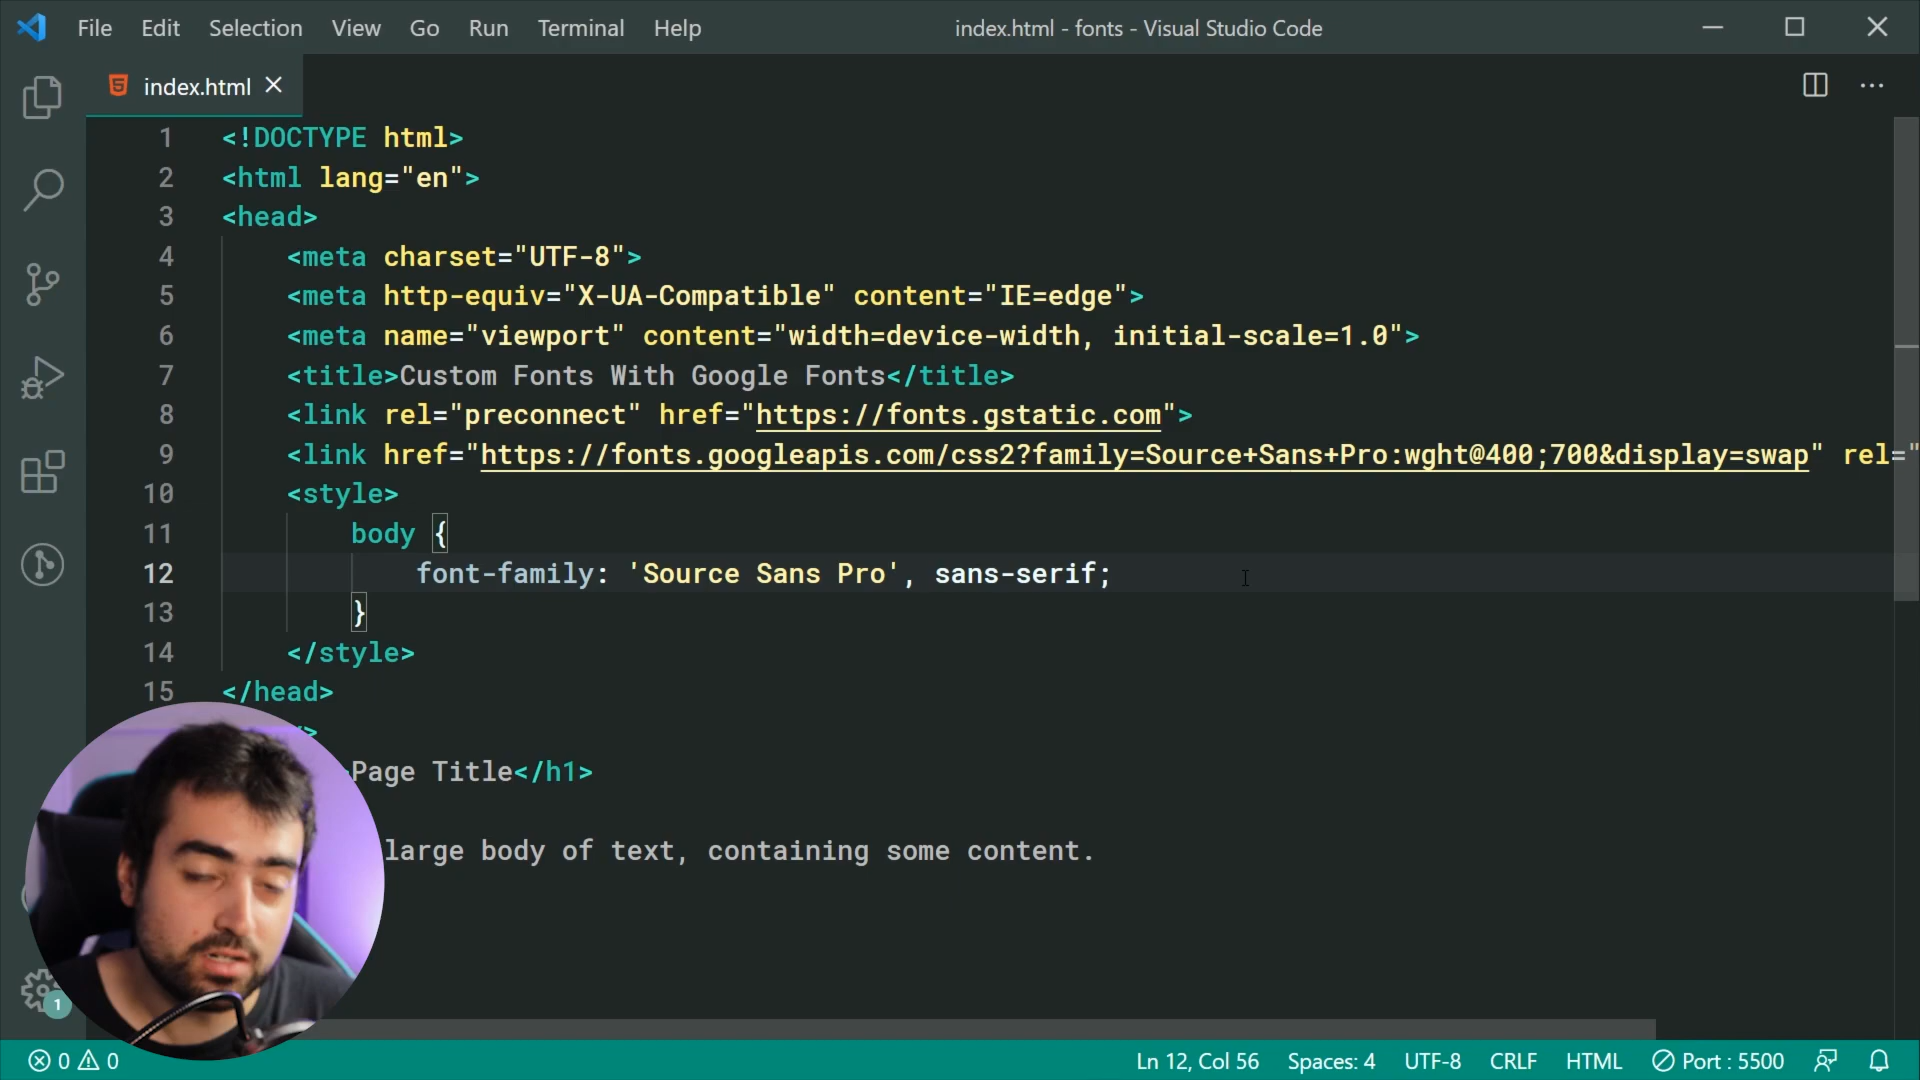 File Edit Selection View Go Run Terminal Help index.html - fonts - Visual Studio Code
index.html
1 <!DOCTYPE html>
2 <html lang="en">
3 <head>
4 <meta charset="UTF-8">
5 <meta http-equiv="X-UA-Compatible" content="IE=edge">
6 <meta name="viewport" content="width=device-width, initial-scale=1.0">
7 <title>Custom Fonts With Google Fonts</title>
8 <link rel="preconnect" href="https://fonts.gstatic.com">
9 <link href="https://fonts.googleapis.com/css2?family=Source+Sans+Pro:wght@400;700&display=swap" rel="
10 <style>
11 body {
12 font-family: 'Source Sans Pro', sans-serif;
13 }
14 </style>
15 </head>
>
Page Title</h1>
large body of text, containing some content.
1
0 0 Ln 12, Col 56 Spaces: 4 UTF-8 CRLF HTML Port : 5500